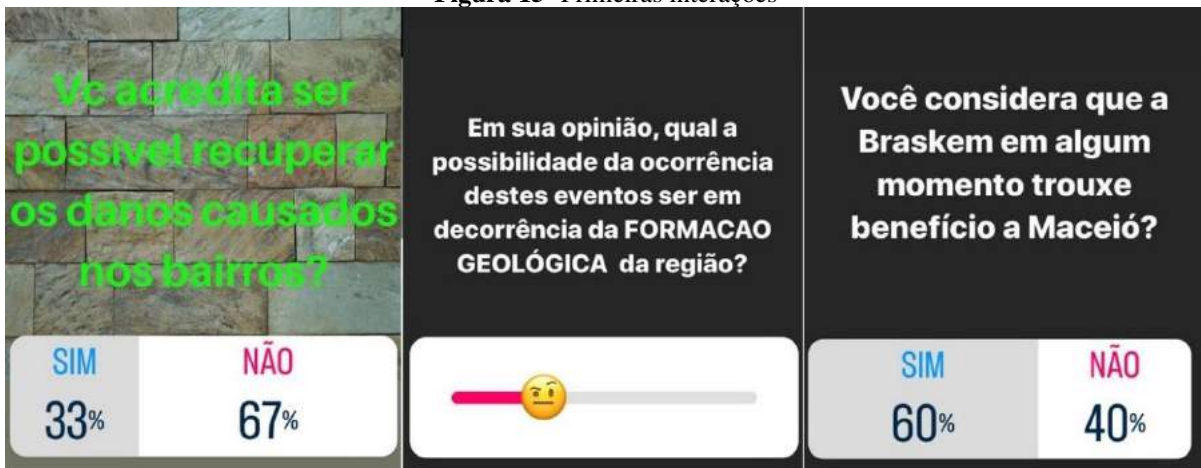 Figura 15- Primeiras interações
Vc acredita ser
possivel recuperar
os danos causados
nos bairros?
SIM
NÃO
33%
67%
Em sua opinião, qual a
possibilidade da ocorrência
destes eventos ser em
decorrência da FORMACAO
GEOLÓGICA da região?
Você considera que a
Braskem em algum
momento trouxe
benefício a Maceió?
SIM
NÃO
60%
40%